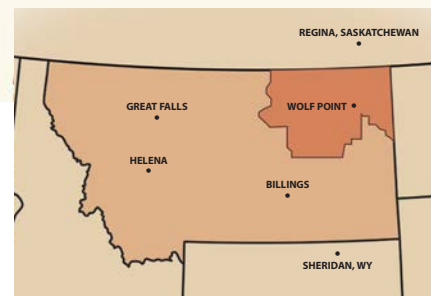 REGINA, SASKATCHEWAN
GREAT FALLS
WOLF POINT
HELENA
BILLINGS
SHERIDAN, WY